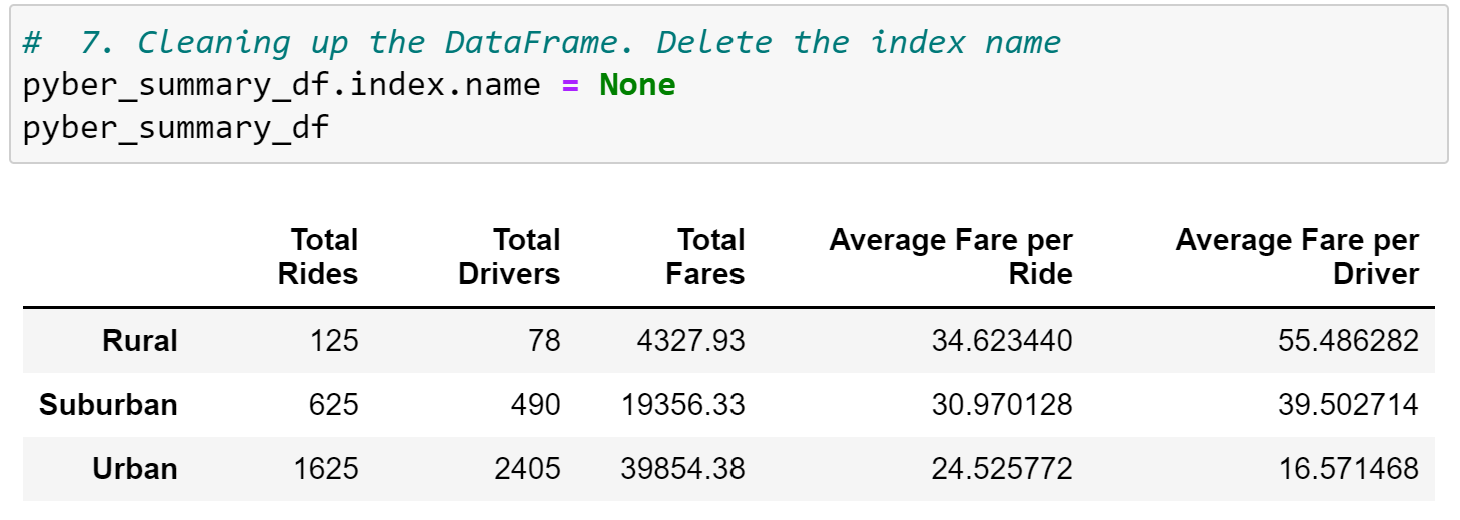 #  7. Cleaning up the DataFrame. Delete the index name
pyber_summary_df.index.name = None
pyber_summary_df
Total Rides Total Drivers Total Fares Average Fare per Ride Average Fare per Driver
Rural 125 78 4327.93 34.623440 55.486282
Suburban 625 490 19356.33 30.970128 39.502714
Urban 1625 2405 39854.38 24.525772 16.571468